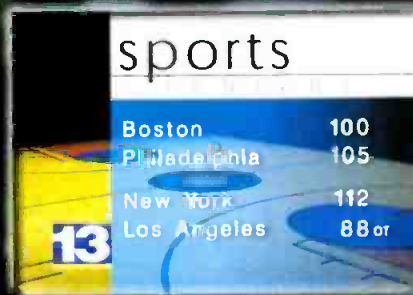 sports
Boston 100
Philadelphia 105
New York 112
Los Angeles 88 OT
13